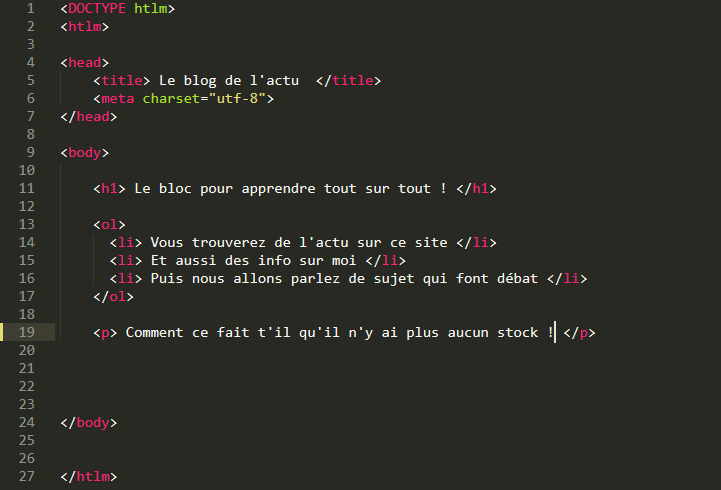 1 <DOCTYPE htlm>
2 <htlm>
3
4 <head>
5 <title> Le blog de l'actu  </title>
6 <meta charset="utf-8">
7 </head>
8
9 <body>
10
11 <h1> Le bloc pour apprendre tout sur tout ! </h1>
12
13 <ol>
14 <li> Vous trouverez de l'actu sur ce site </li>
15 <li> Et aussi des info sur moi </li>
16 <li> Puis nous allons parlez de sujet qui font débat </li>
17 </ol>
18
19 <p> Comment ce fait t'il qu'il n'y ai plus aucun stock ! </p>
20
21
22
23
24 </body>
25
26
27 </htlm>